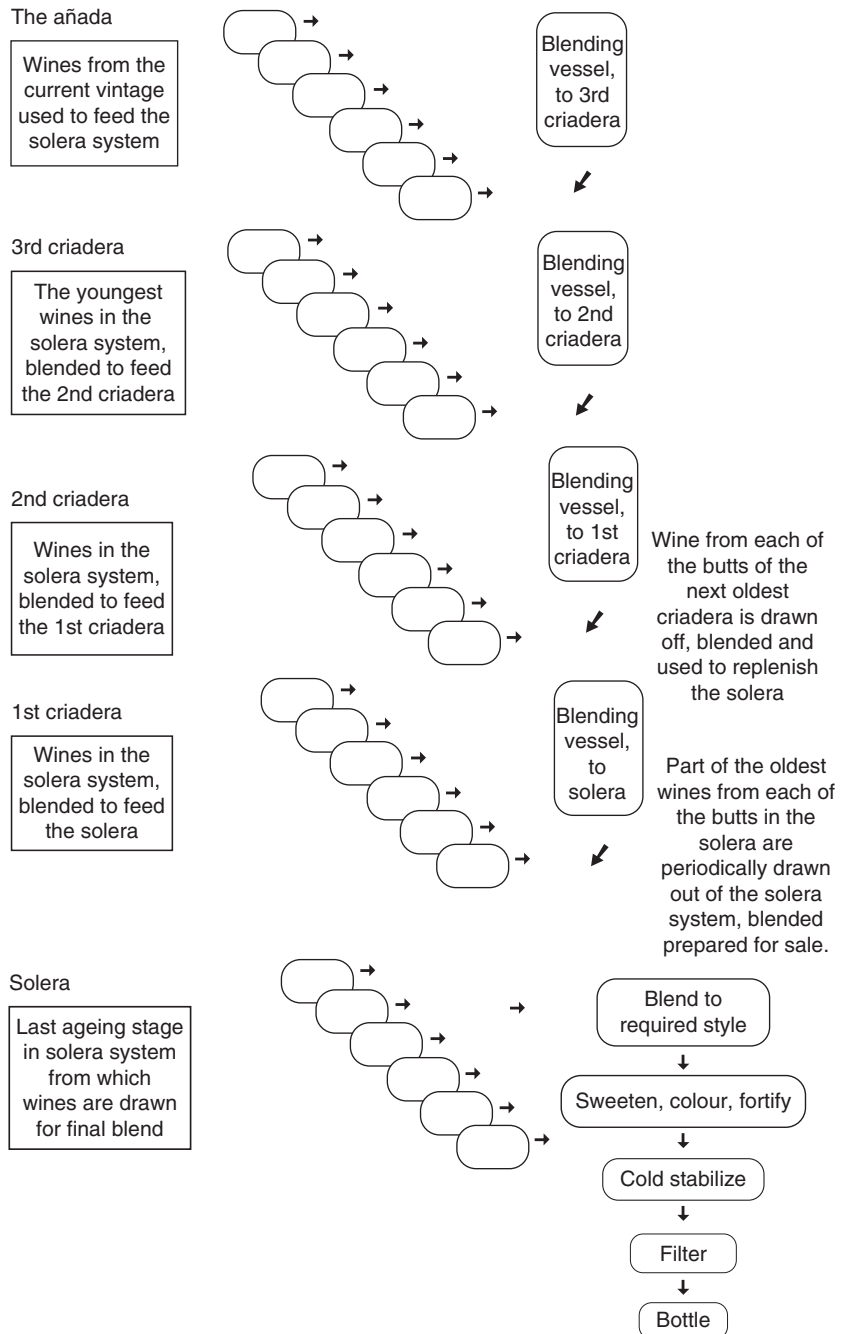 The añada
Wines from the
current vintage
used to feed the
solera system
Blending
vessel,
to 3rd
criadera
3rd criadera
The youngest
wines in the
solera system,
blended to feed
the 2nd criadera
Blending
vessel,
to 2nd
criadera
2nd criadera
Wines in the
solera system,
blended to feed
the 1st criadera
Blending
vessel,
to 1st
criadera
Wine from each of
the butts of the
next oldest
criadera is drawn
off, blended and
used to replenish
the solera
1st criadera
Wines in the
solera system,
blended to feed
the solera
Blending
vessel,
to
solera
Part of the oldest
wines from each of
the butts in the
solera are
periodically drawn
out of the solera
system, blended
prepared for sale.
Solera
Last ageing stage
in solera system
from which
wines are drawn
for final blend
Blend to
required style
Sweeten, colour, fortify
Cold stabilize
Filter
Bottle